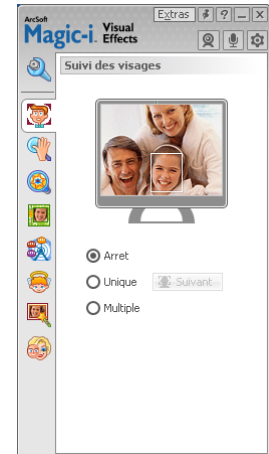 ArcSoft
Magic-i. Visual Effects
Extras ? _ X
Suivi des visages
Arret
Unique
Suivant...
Multiple